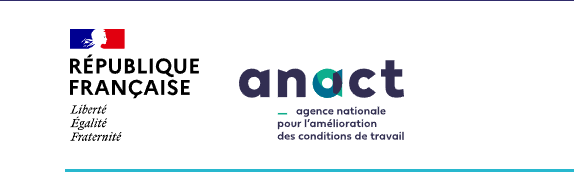 RÉPUBLIQUE
FRANÇAISE
Liberté
Égalité
Fraternité
anact
agence nationale
pour l'amélioration
des conditions de travail